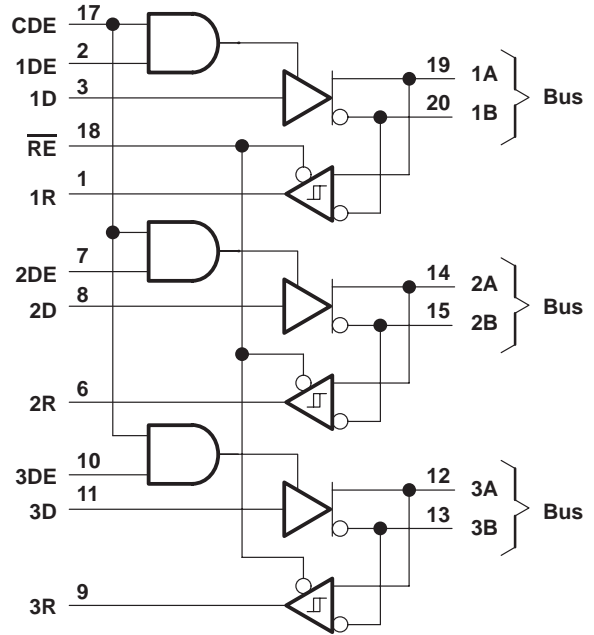 CDE 17
1DE 2
1D 3
19 1A
20 1B
Bus
RE 18
1R 1
2DE 7
2D 8
14 2A
15 2B
Bus
2R 6
3DE 10
3D 11
12 3A
13 3B
Bus
3R 9